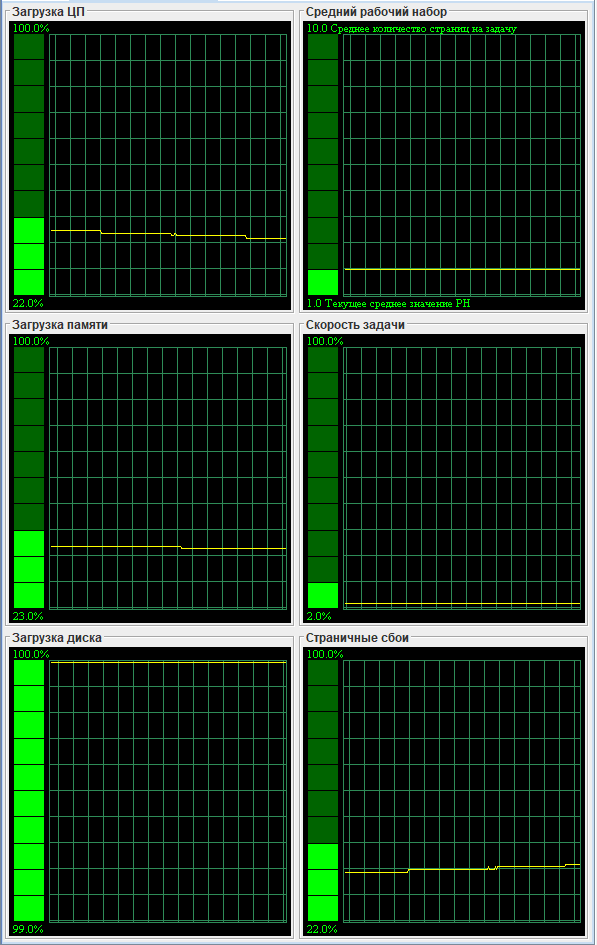 Загрузка ЦП
100.0%
22.0%
Средний рабочий набор
10.0 Среднее количество страниц на задачу
1.0 Текущее среднее значение РН
Загрузка памяти
100.0%
23.0%
Скорость задачи
100.0%
2.0%
Загрузка диска
100.0%
99.0%
Страничные сбои
100.0%
22.0%